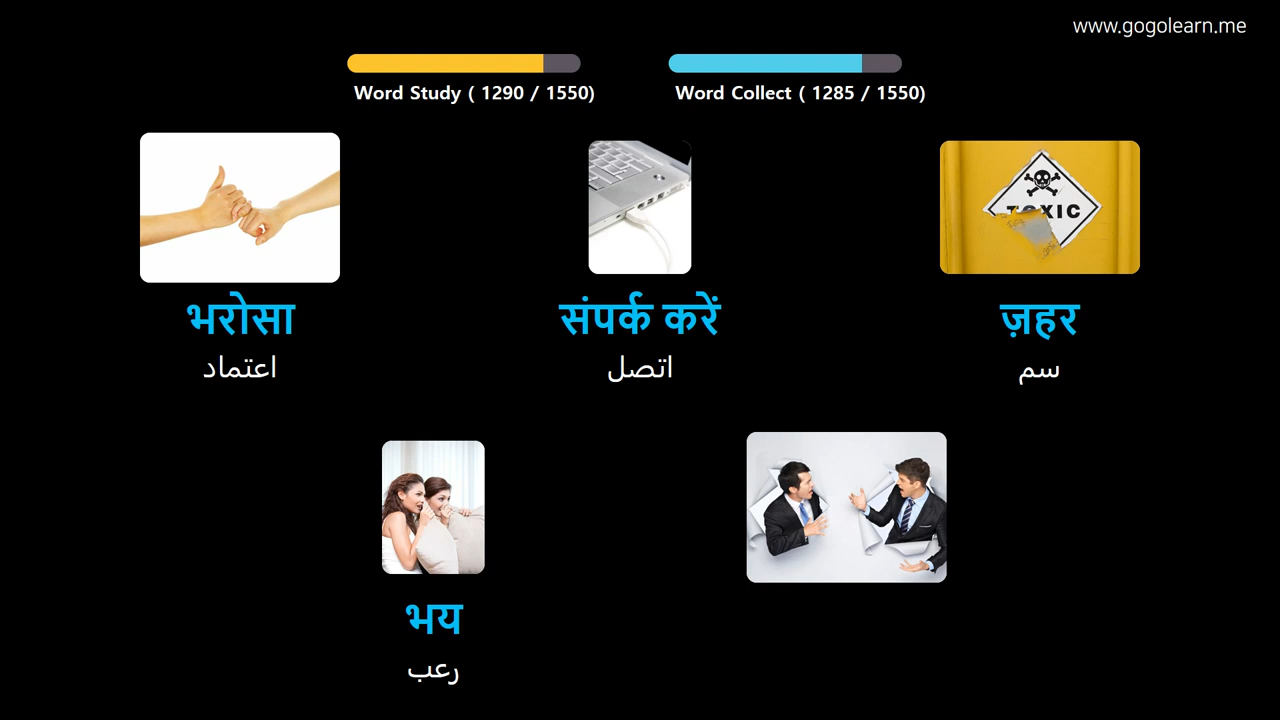 www.gogolearn.me
Word Study ( 1290 / 1550)
Word Collect ( 1285 / 1550)
TOXIC
भरोसा
اعتماد
संपर्क करें
اتصل
ज़हर
سم
भय
رعب